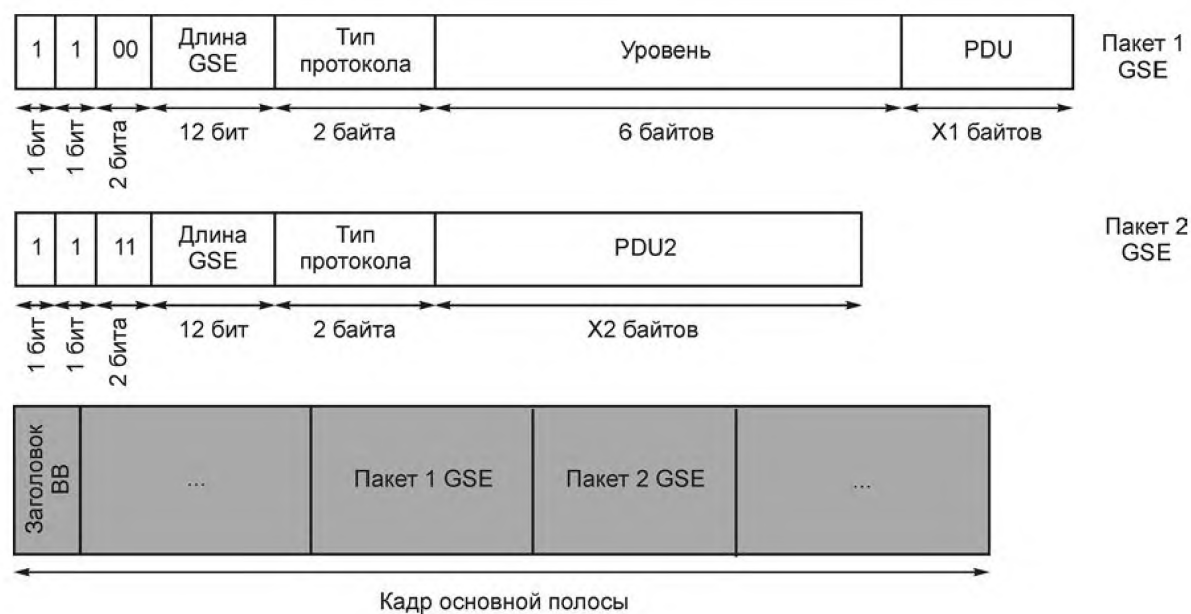 1 1 00 Длина GSE Тип протокола Уровень PDU Пакет 1 GSE
1 бит 1 бит 2 бита 12 бит 2 байта 6 байтов X1 байтов
1 1 11 Длина GSE Тип протокола PDU2 Пакет 2 GSE
1 бит 1 бит 2 бита 12 бит 2 байта X2 байтов
Заголовок BB ... Пакет 1 GSE Пакет 2 GSE ...
Кадр основной полосы